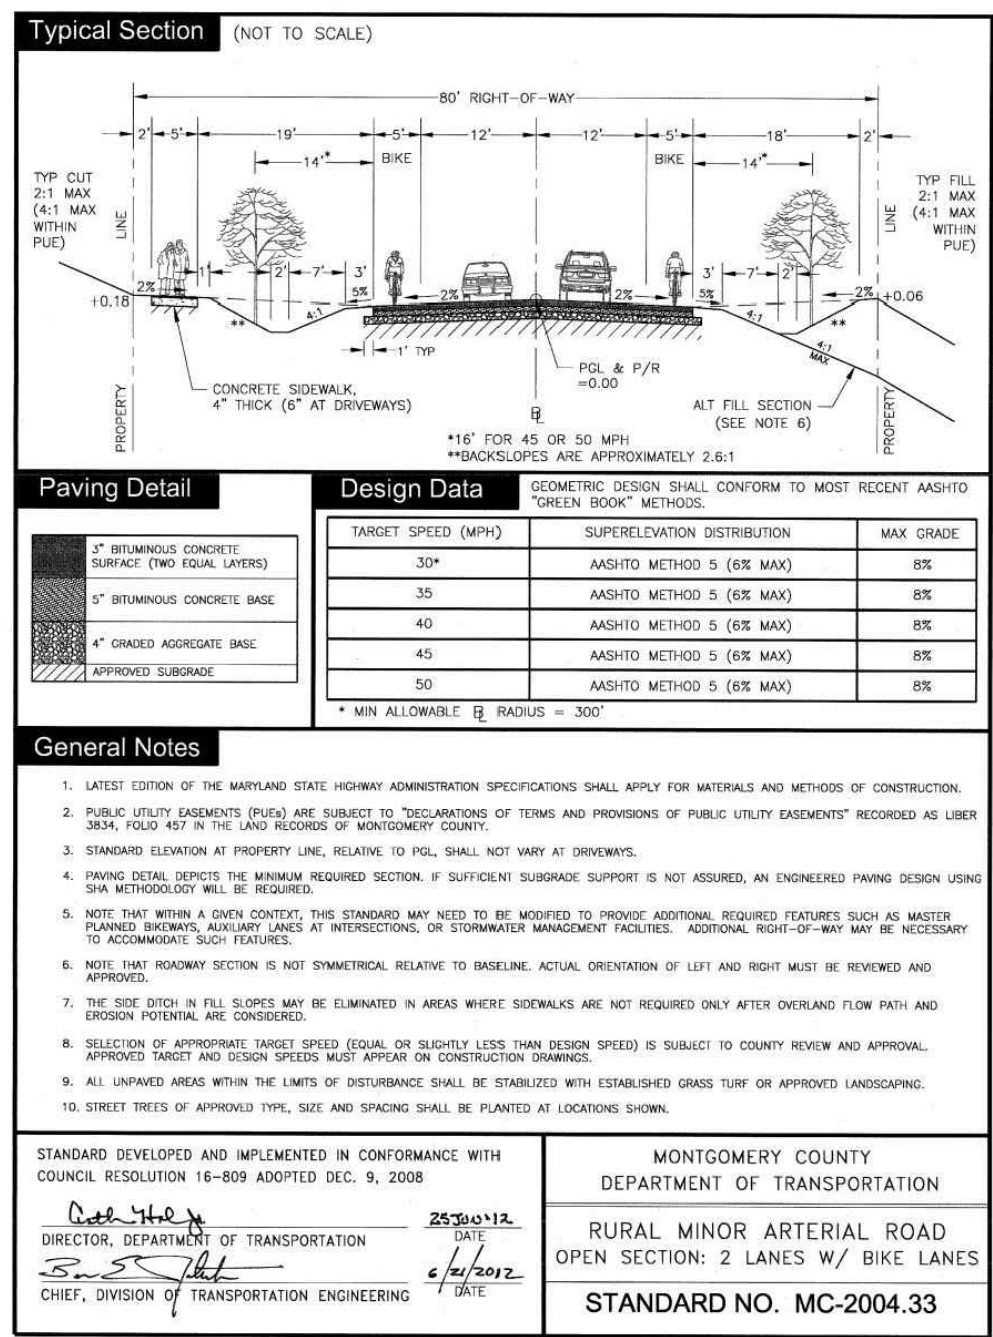 Typical Section (NOT TO SCALE)
80' RIGHT-OF-WAY
2' 5' 19' 5' 12' 12' 5' 18' 2'
14'* BIKE BIKE 14'*
TYP CUT
2:1 MAX
(4:1 MAX
WITHIN
PUE)
TYP FILL
2:1 MAX
(4:1 MAX
WITHIN
PUE)
LINE
LINE
1' 2' 7' 3' 3' 7' 2'
2% 5% 2% 2% 5% 2%
+0.18 +0.06
** 4:1 4:1 **
1' TYP
4:1
MAX
PGL & P/R
=0.00
CONCRETE SIDEWALK,
4" THICK (6" AT DRIVEWAYS)
ALT FILL SECTION
(SEE NOTE 6)
PROPERTY
PROPERTY
BL
*16' FOR 45 OR 50 MPH
**BACKSLOPES ARE APPROXIMATELY 2.6:1
Paving Detail
3" BITUMINOUS CONCRETE
SURFACE (TWO EQUAL LAYERS)
5" BITUMINOUS CONCRETE BASE
4" GRADED AGGREGATE BASE
APPROVED SUBGRADE
Design Data
GEOMETRIC DESIGN SHALL CONFORM TO MOST RECENT AASHTO
"GREEN BOOK" METHODS.
TARGET SPEED (MPH) SUPERELEVATION DISTRIBUTION MAX GRADE
30* AASHTO METHOD 5 (6% MAX) 8%
35 AASHTO METHOD 5 (6% MAX) 8%
40 AASHTO METHOD 5 (6% MAX) 8%
45 AASHTO METHOD 5 (6% MAX) 8%
50 AASHTO METHOD 5 (6% MAX) 8%
* MIN ALLOWABLE BL RADIUS = 300'
General Notes
1. LATEST EDITION OF THE MARYLAND STATE HIGHWAY ADMINISTRATION SPECIFICATIONS SHALL APPLY FOR MATERIALS AND METHODS OF CONSTRUCTION.
2. PUBLIC UTILITY EASEMENTS (PUEs) ARE SUBJECT TO "DECLARATIONS OF TERMS AND PROVISIONS OF PUBLIC UTILITY EASEMENTS" RECORDED AS LIBER
3834, FOLIO 457 IN THE LAND RECORDS OF MONTGOMERY COUNTY.
3. STANDARD ELEVATION AT PROPERTY LINE, RELATIVE TO PGL, SHALL NOT VARY AT DRIVEWAYS.
4. PAVING DETAIL DEPICTS THE MINIMUM REQUIRED SECTION. IF SUFFICIENT SUBGRADE SUPPORT IS NOT ASSURED, AN ENGINEERED PAVING DESIGN USING
SHA METHODOLOGY WILL BE REQUIRED.
5. NOTE THAT WITHIN A GIVEN CONTEXT, THIS STANDARD MAY NEED TO BE MODIFIED TO PROVIDE ADDITIONAL REQUIRED FEATURES SUCH AS MASTER
PLANNED BIKEWAYS, AUXILIARY LANES AT INTERSECTIONS, OR STORMWATER MANAGEMENT FACILITIES. ADDITIONAL RIGHT-OF-WAY MAY BE NECESSARY
TO ACCOMMODATE SUCH FEATURES.
6. NOTE THAT ROADWAY SECTION IS NOT SYMMETRICAL RELATIVE TO BASELINE. ACTUAL ORIENTATION OF LEFT AND RIGHT MUST BE REVIEWED AND
APPROVED.
7. THE SIDE DITCH IN FILL SLOPES MAY BE ELIMINATED IN AREAS WHERE SIDEWALKS ARE NOT REQUIRED ONLY AFTER OVERLAND FLOW PATH AND
EROSION POTENTIAL ARE CONSIDERED.
8. SELECTION OF APPROPRIATE TARGET SPEED (EQUAL OR SLIGHTLY LESS THAN DESIGN SPEED) IS SUBJECT TO COUNTY REVIEW AND APPROVAL.
APPROVED TARGET AND DESIGN SPEEDS MUST APPEAR ON CONSTRUCTION DRAWINGS.
9. ALL UNPAVED AREAS WITHIN THE LIMITS OF DISTURBANCE SHALL BE STABILIZED WITH ESTABLISHED GRASS TURF OR APPROVED LANDSCAPING.
10. STREET TREES OF APPROVED TYPE, SIZE AND SPACING SHALL BE PLANTED AT LOCATIONS SHOWN.
STANDARD DEVELOPED AND IMPLEMENTED IN CONFORMANCE WITH
COUNCIL RESOLUTION 16-809 ADOPTED DEC. 9, 2008
25JUN'12
DIRECTOR, DEPARTMENT OF TRANSPORTATION DATE
6/21/2012
CHIEF, DIVISION OF TRANSPORTATION ENGINEERING DATE
MONTGOMERY COUNTY
DEPARTMENT OF TRANSPORTATION
RURAL MINOR ARTERIAL ROAD
OPEN SECTION: 2 LANES W/ BIKE LANES
STANDARD NO. MC-2004.33